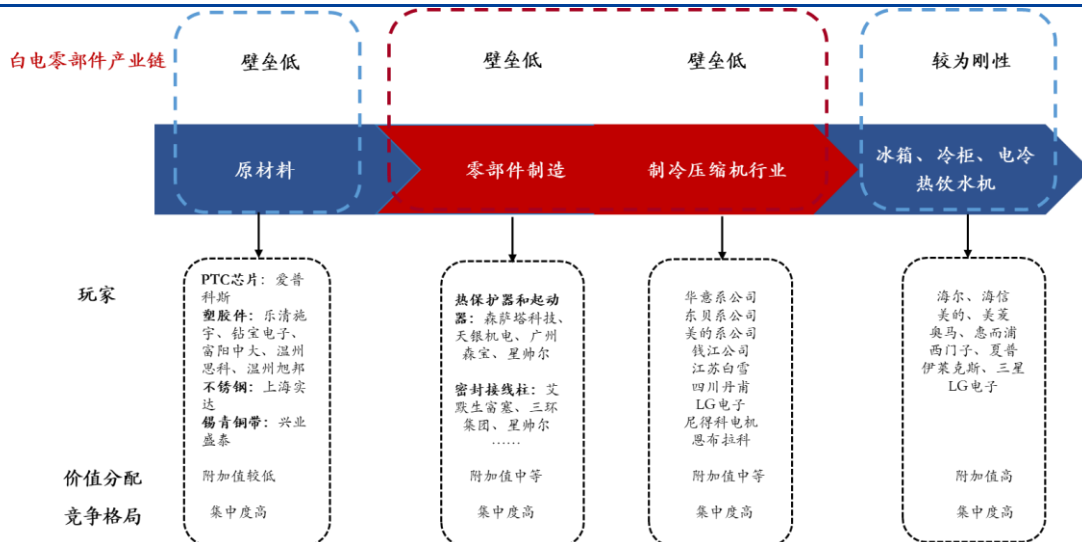 白电零部件产业链
壁垒低
壁垒低
壁垒低
较为刚性
原材料
零部件制造
制冷压缩机行业
冰箱、冷柜、电冷
热饮水机
玩家
PTC芯片：爱普
科斯
塑胶件：乐清施
宇、钻宝电子、
富阳中大、温州
思科、温州旭邦
不锈钢：上海实
达
锡青铜带：兴业
盛泰
热保护器和起动
器：森萨塔科技、
天银机电、广州
森宝、星帅尔
密封接线柱：艾
默生富塞、三环
集团、星帅尔
……
华意系公司
东贝系公司
美的系公司
钱江公司
江苏白雪
四川丹甫
LG电子
尼得科电机
恩布拉科
海尔、海信
美的、美菱
奥马、惠而浦
西门子、夏普
伊莱克斯、三星
LG电子
价值分配
附加值较低
附加值中等
附加值中等
附加值高
竞争格局
集中度高
集中度高
集中度高
集中度高